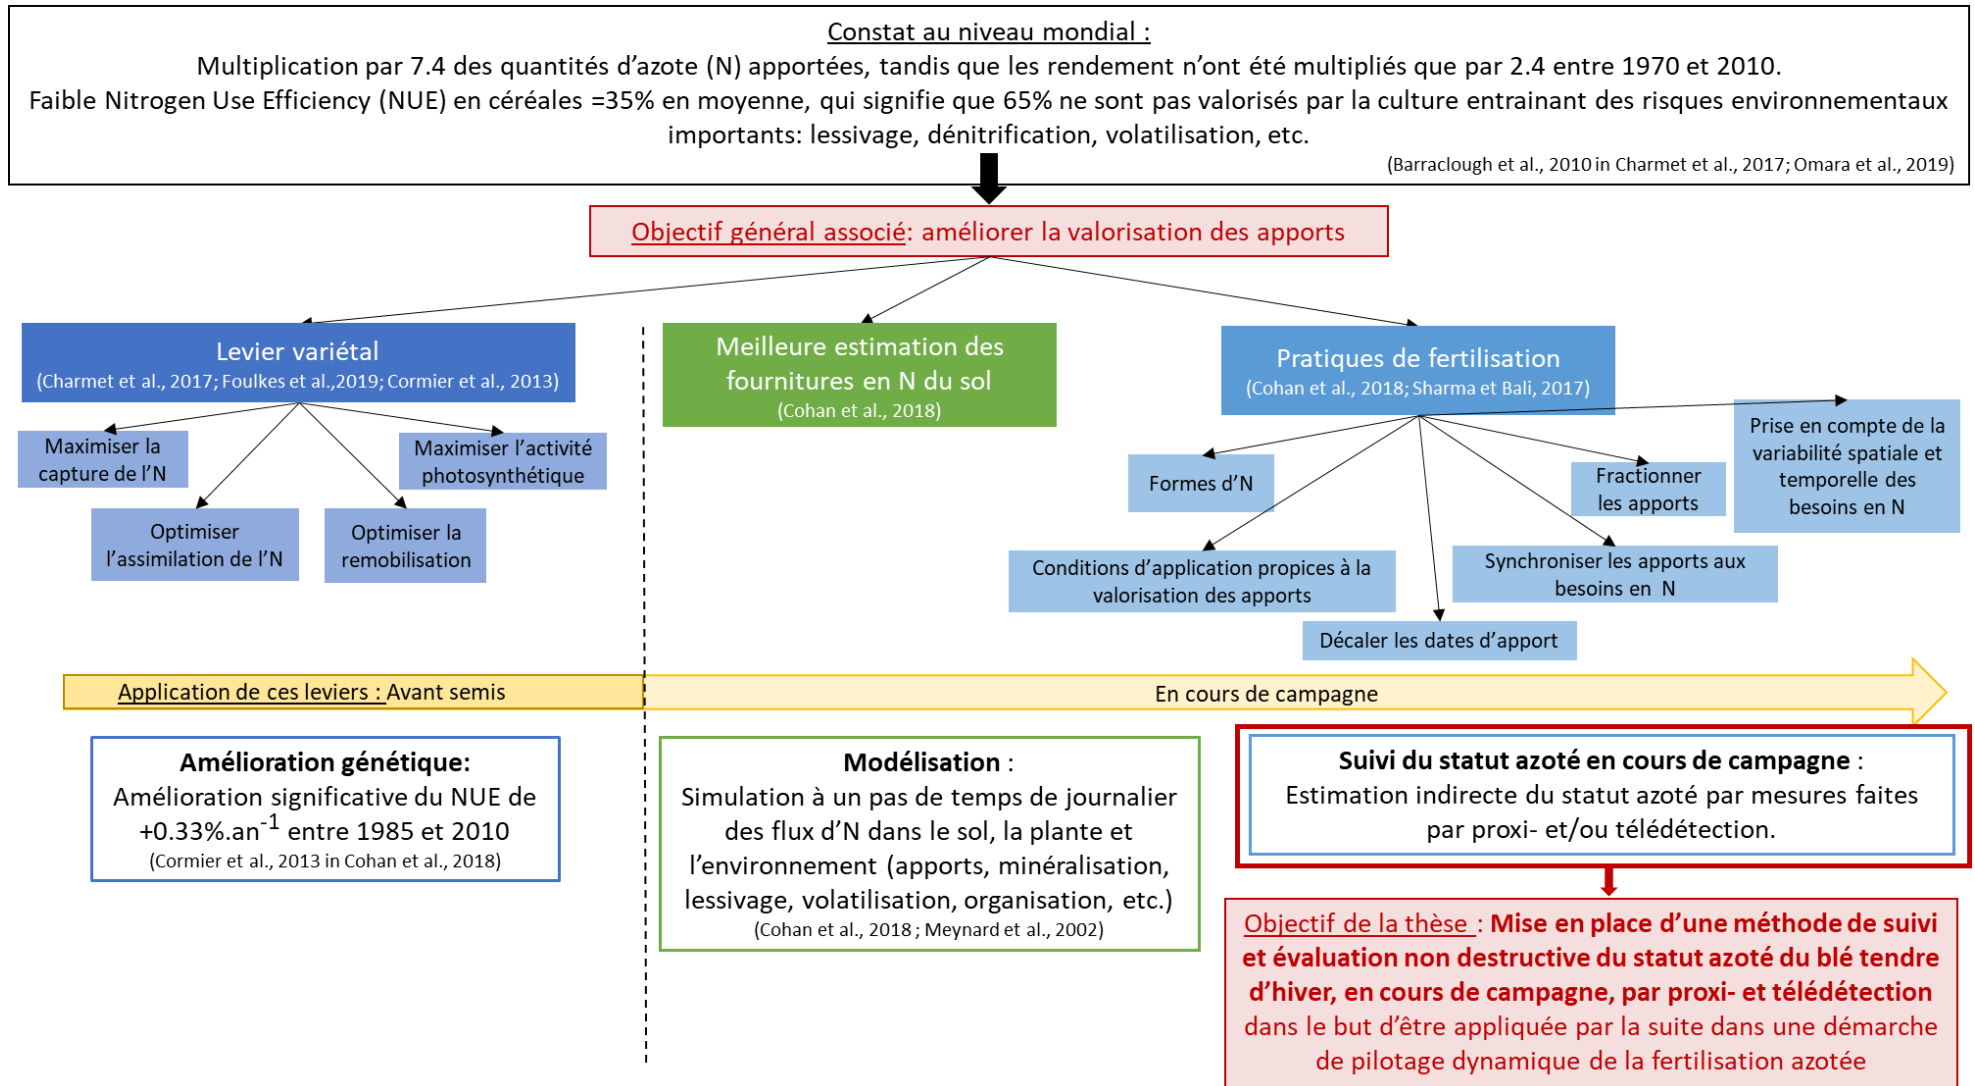 Constat au niveau mondial :
Multiplication par 7.4 des quantités d'azote (N) apportées, tandis que les rendement n'ont été multipliés que par 2.4 entre 1970 et 2010.
Faible Nitrogen Use Efficiency (NUE) en céréales =35% en moyenne, qui signifie que 65% ne sont pas valorisés par la culture entrainant des risques environnementaux
importants: lessivage, dénitrification, volatilisation, etc.
(Barraclough et al., 2010 in Charmet et al., 2017; Omara et al., 2019)
Objectif général associé: améliorer la valorisation des apports
Levier variétal
(Charmet et al., 2017; Foulkes et al.,2019; Cormier et al., 2013)
Maximiser la
capture de l'N
Optimiser
l'assimilation de l'N
Optimiser la
remobilisation
Maximiser l'activité
photosynthétique
Meilleure estimation des
fournitures en N du sol
(Cohan et al., 2018)
Pratiques de fertilisation
(Cohan et al., 2018; Sharma et Bali, 2017)
Formes d'N
Conditions d'application propices à la
valorisation des apports
Décaler les dates d'apport
Synchroniser les apports aux
besoins en N
Fractionner
les apports
Prise en compte de la
variabilité spatiale et
temporelle des
besoins en N
Application de ces leviers : Avant semis
En cours de campagne
Amélioration génétique:
Amélioration significative du NUE de
+0.33%.an-1 entre 1985 et 2010
(Cormier et al., 2013 in Cohan et al., 2018)
Modélisation :
Simulation à un pas de temps de journalier
des flux d'N dans le sol, la plante et
l'environnement (apports, minéralisation,
lessivage, volatilisation, organisation, etc.)
(Cohan et al., 2018 ; Meynard et al., 2002)
Suivi du statut azoté en cours de campagne :
Estimation indirecte du statut azoté par mesures faites
par proxi- et/ou télédétection.
Objectif de la thèse : Mise en place d'une méthode de suivi
et évaluation non destructive du statut azoté du blé tendre
d'hiver, en cours de campagne, par proxi- et télédétection
dans le but d'être appliquée par la suite dans une démarche
de pilotage dynamique de la fertilisation azotée